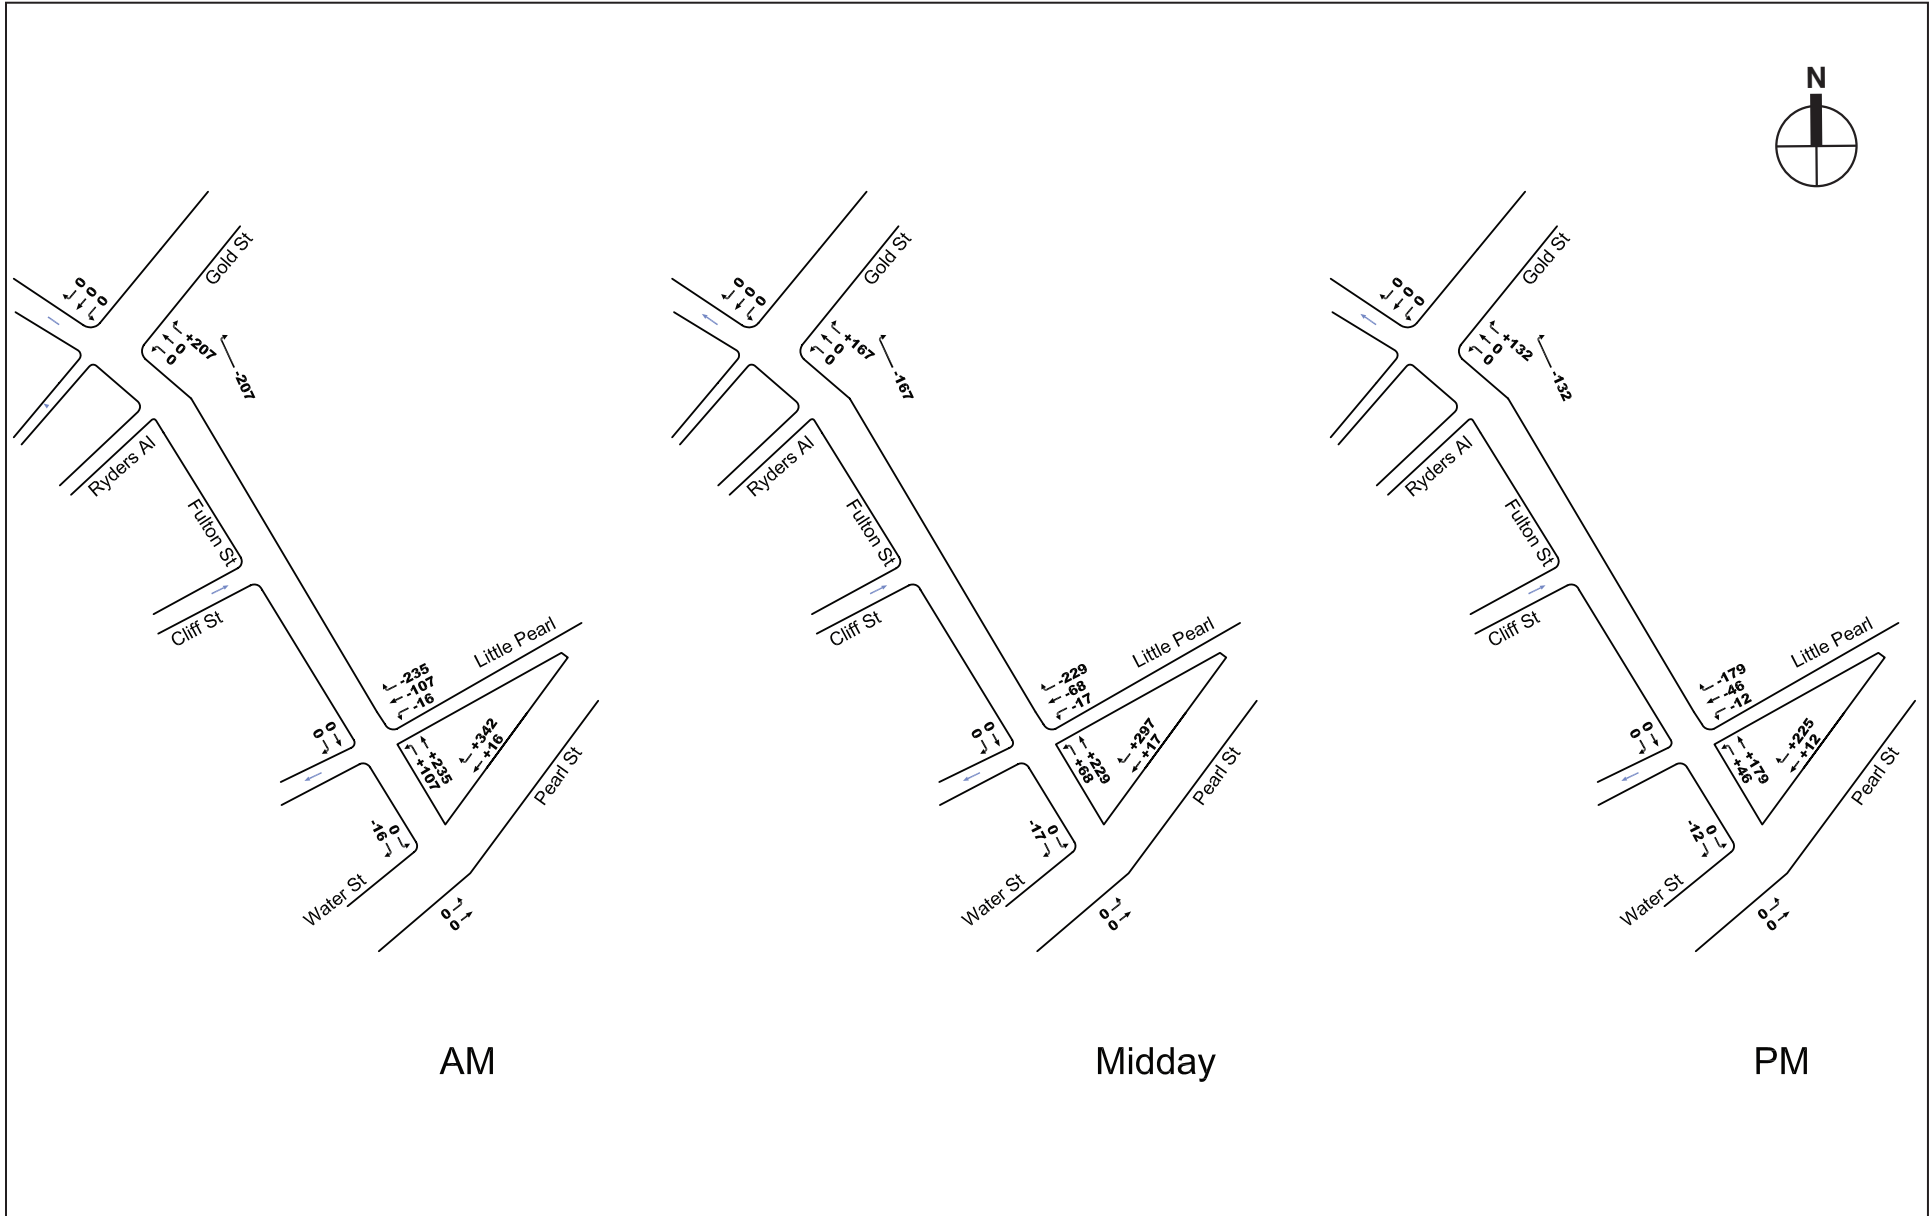 N
Gold St
0
0
0
+207
0
0
-207
Ryders Al
Fulton St
Cliff St
Little Pearl
-235
-107
-16
0
0
+235
+107
+342
+16
Pearl St
-16
0
Water St
0
0
AM
Gold St
0
0
0
+167
0
0
-167
Ryders Al
Fulton St
Cliff St
Little Pearl
-229
-68
-17
0
0
+229
+68
+297
+17
Pearl St
-17
0
Water St
0
0
Midday
Gold St
0
0
0
+132
0
0
-132
Ryders Al
Fulton St
Cliff St
Little Pearl
-179
-46
-12
0
0
+179
+46
+225
+12
Pearl St
-12
0
Water St
0
0
PM